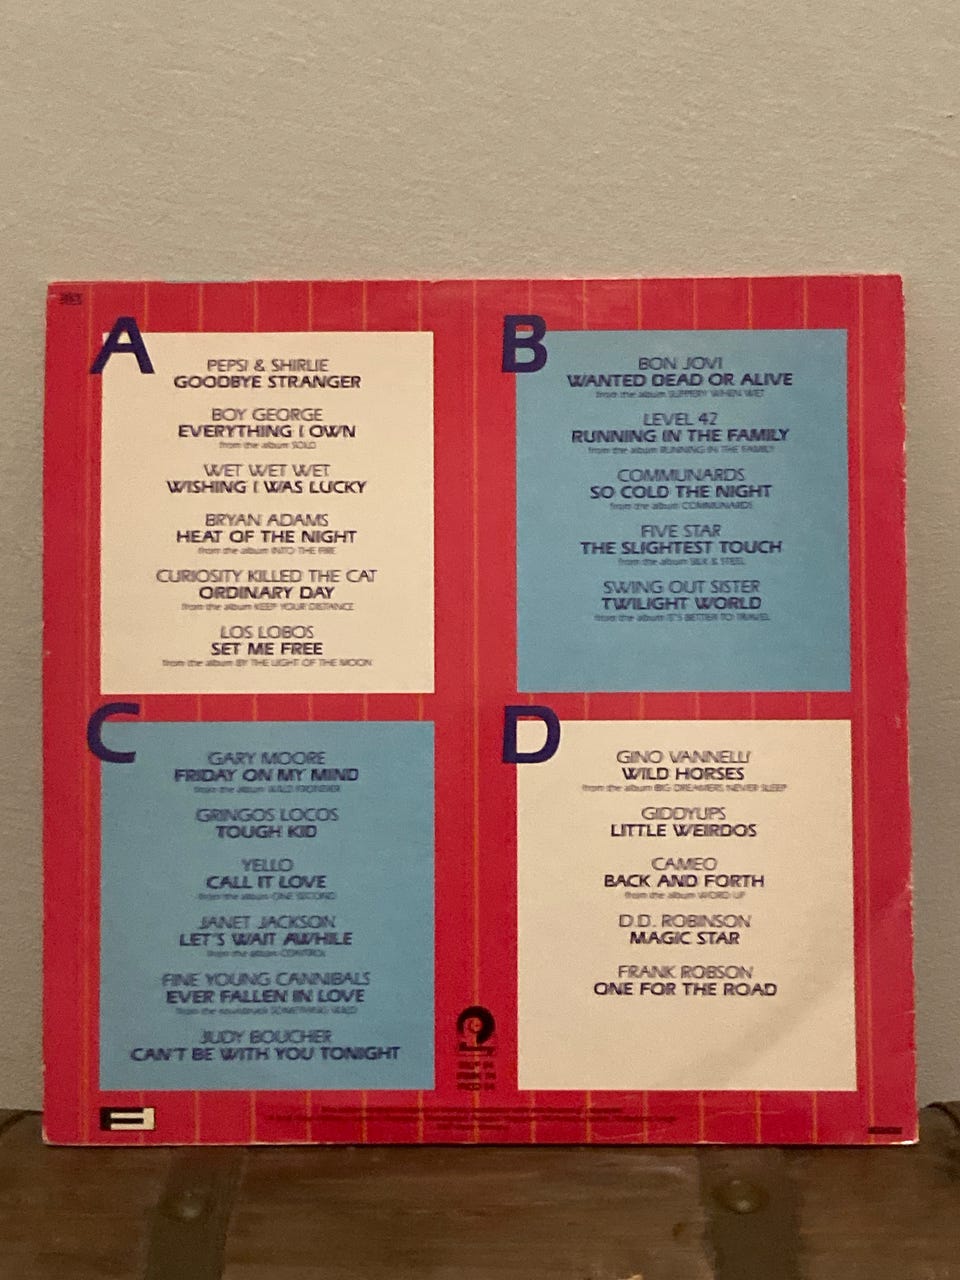 A
PEPSI & SHIRLIE
GOODBYE STRANGER
BOY GEORGE
EVERYTHING I OWN
from the album SOLD
WET WET WET
WISHING I WAS LUCKY
BRYAN ADAMS
HEAT OF THE NIGHT
from the album INTO THE FIRE
CURIOSITY KILLED THE CAT
ORDINARY DAY
from the album KEEP YOUR DISTANCE
LOS LOBOS
SET ME FREE
from the album BY THE LIGHT OF THE MOON
B
BON JOVI
WANTED DEAD OR ALIVE
from the album SLIPPERY WHEN WET
LEVEL 42
RUNNING IN THE FAMILY
from the album RUNNING IN THE FAMILY
COMMUNARDS
SO COLD THE NIGHT
from the album COMMUNARDS
FIVE STAR
THE SLIGHTEST TOUCH
from the album SILK & STEEL
SWING OUT SISTER
TWILIGHT WORLD
from the album IT'S BETTER TO TRAVEL
C
GARY MOORE
FRIDAY ON MY MIND
from the album WILD FRONTIER
GRINGOS LOCOS
TOUGH KID
YELLO
CALL IT LOVE
from the album ONE SECOND
JANET JACKSON
LET'S WAIT AWHILE
from the album CONTROL
FINE YOUNG CANNIBALS
EVER FALLEN IN LOVE
from the soundtrack SOMETHING WILD
JUDY BOUCHER
CAN'T BE WITH YOU TONIGHT
D
GINO VANNELLI
WILD HORSES
from the album BIG DREAMERS NEVER SLEEP
GIDDYUPS
LITTLE WEIRDOS
CAMEO
BACK AND FORTH
from the album WORD UP
D.D. ROBINSON
MAGIC STAR
FRANK ROBSON
ONE FOR THE ROAD